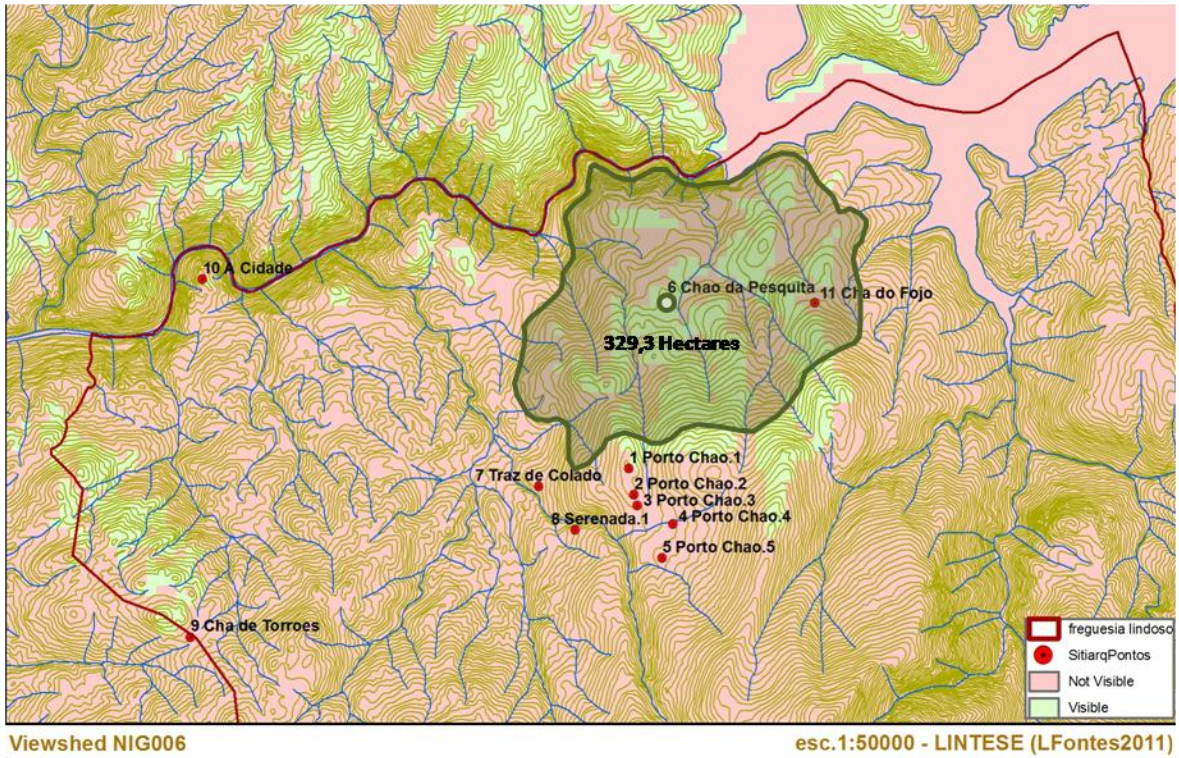 10 A Cidade
6 Chao da Pesquita
11 Cha do Fojo
329,3 Hectares
1 Porto Chao.1
7 Traz de Colado
2 Porto Chao.2
3 Porto Chao.3
8 Serenada.1
4 Porto Chao.4
5 Porto Chao.5
9 Cha de Torroes
freguesia lindoso
SitiarqPontos
Not Visible
Visible
Viewshed NIG006
esc.1:50000 - LINTESE (LFontes2011)